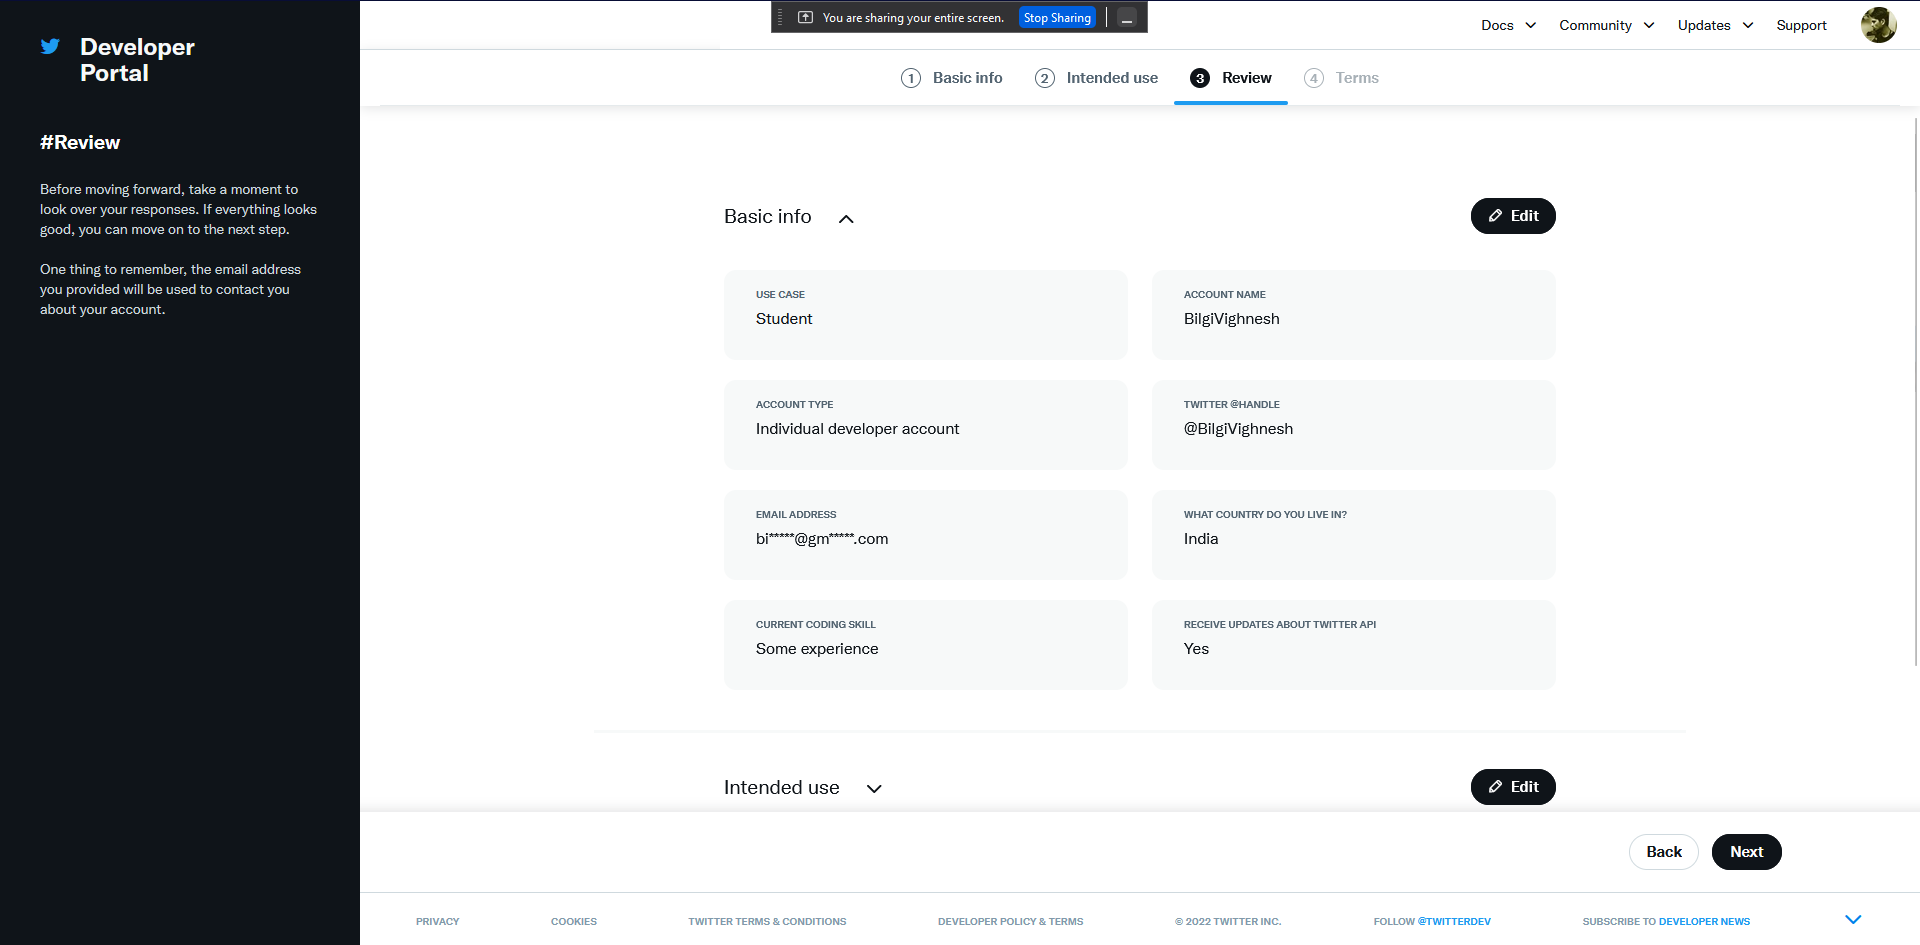 You are sharing your entire screen. Stop Sharing
Developer
Portal
Docs Community Updates Support
1 Basic info 2 Intended use 3 Review 4 Terms
#Review
Before moving forward, take a moment to
look over your responses. If everything looks
good, you can move on to the next step.
One thing to remember, the email address
you provided will be used to contact you
about your account.
Basic info
Edit
USE CASE
Student
ACCOUNT NAME
BilgiVighnesh
ACCOUNT TYPE
Individual developer account
TWITTER @HANDLE
@BilgiVighnesh
EMAIL ADDRESS
bi*****@gm*****.com
WHAT COUNTRY DO YOU LIVE IN?
India
CURRENT CODING SKILL
Some experience
RECEIVE UPDATES ABOUT TWITTER API
Yes
Intended use
Edit
Back Next
PRIVACY COOKIES TWITTER TERMS & CONDITIONS DEVELOPER POLICY & TERMS © 2022 TWITTER INC. FOLLOW @TWITTERDEV SUBSCRIBE TO DEVELOPER NEWS